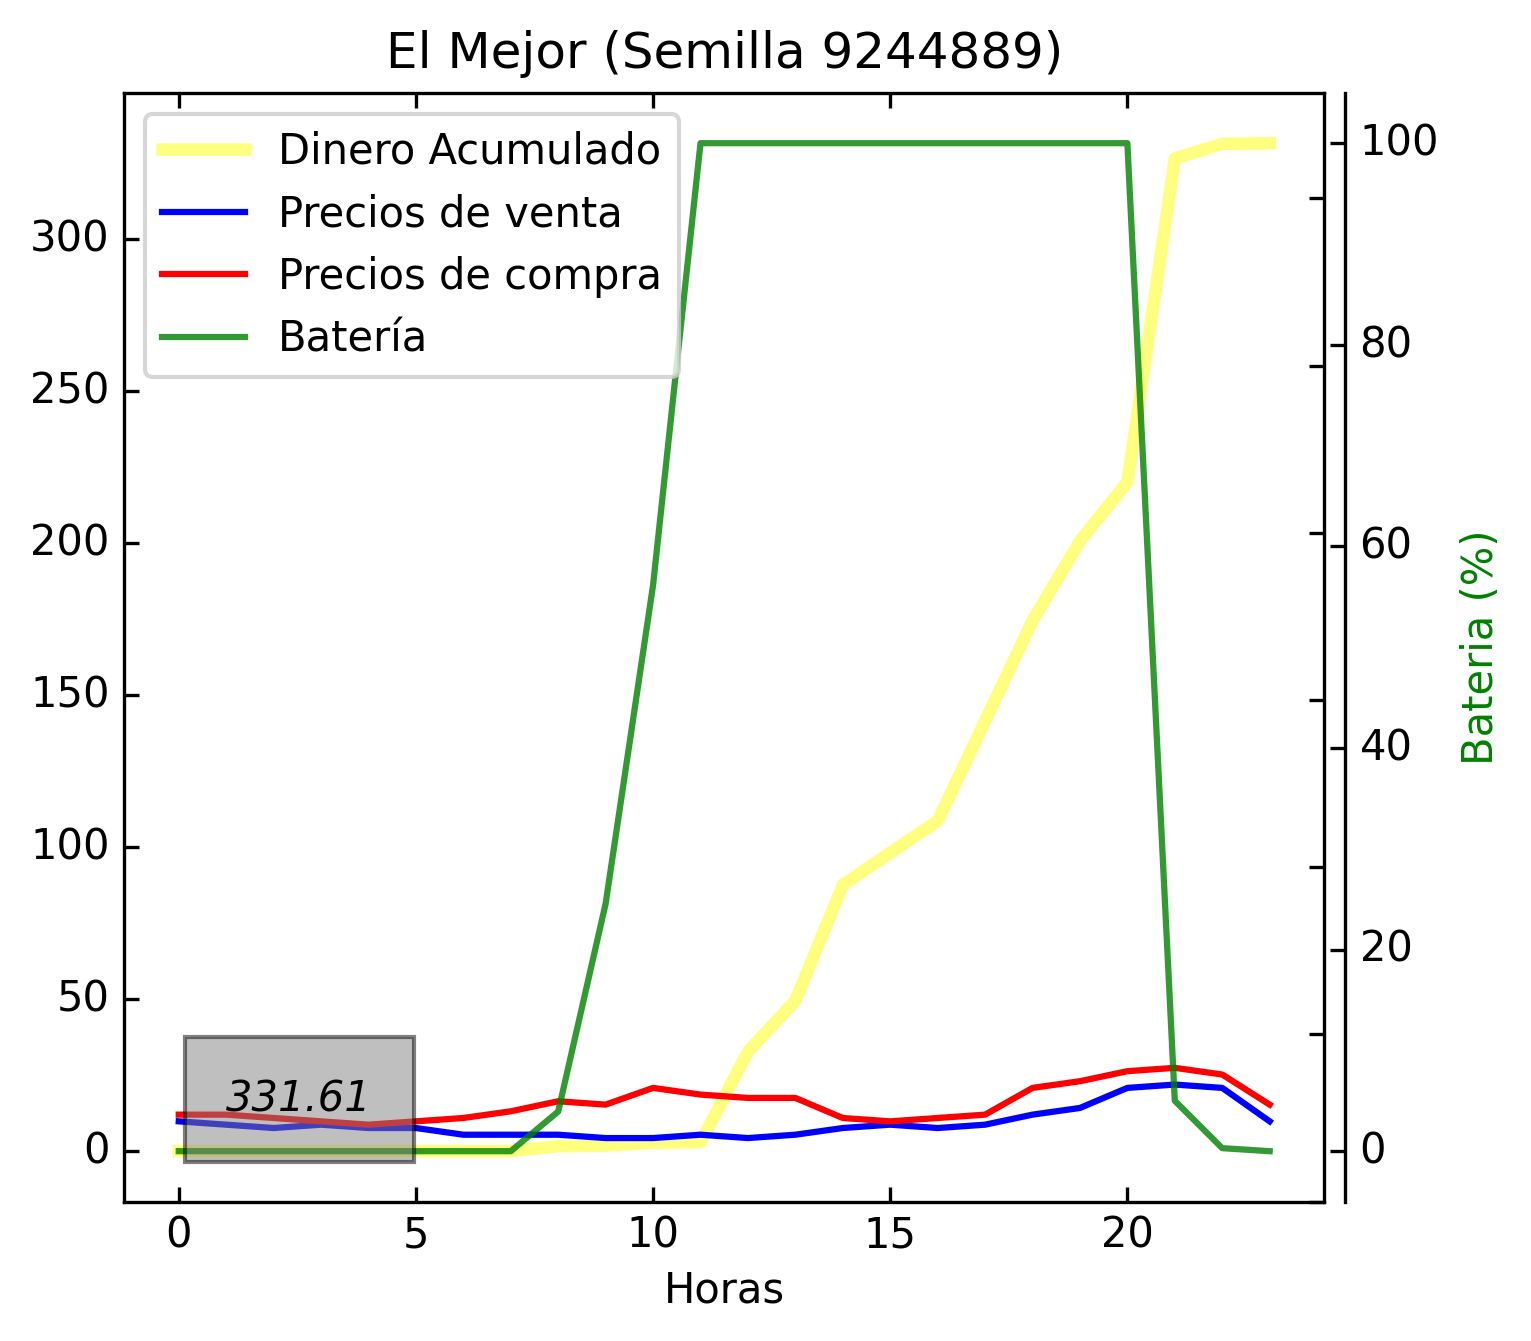 El Mejor (Semilla 9244889)
Dinero Acumulado
Precios de venta
Precios de compra
Batería
300
250
200
150
100
50
0
331.61
100
80
60
40
20
0
Bateria (%)
0 5 10 15 20
Horas